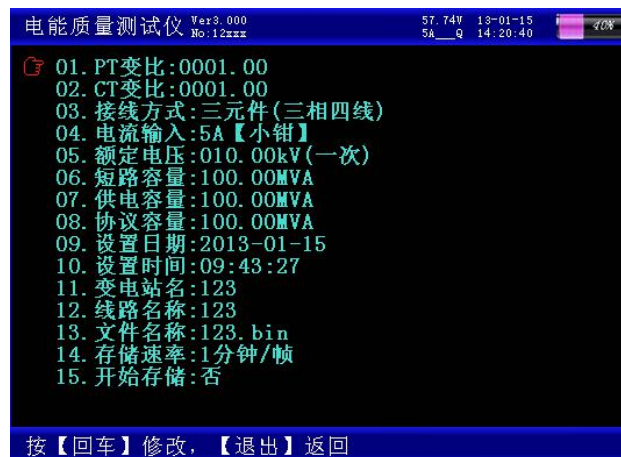 电能质量测试仪 Ver3.000 57.74V 13-01-15 40%
No:12xxx 5A___Q 14:20:40
01.PT变比:0001.00
02.CT变比:0001.00
03.接线方式:三元件(三相四线)
04.电流输入:5A【小钳】
05.额定电压:010.00kV(一次)
06.短路容量:100.00MVA
07.供电容量:100.00MVA
08.协议容量:100.00MVA
09.设置日期:2013-01-15
10.设置时间:09:43:27
11.变电站名:123
12.线路名称:123
13.文件名称:123.bin
14.存储速率:1分钟/帧
15.开始存储:否
按【回车】修改，【退出】返回